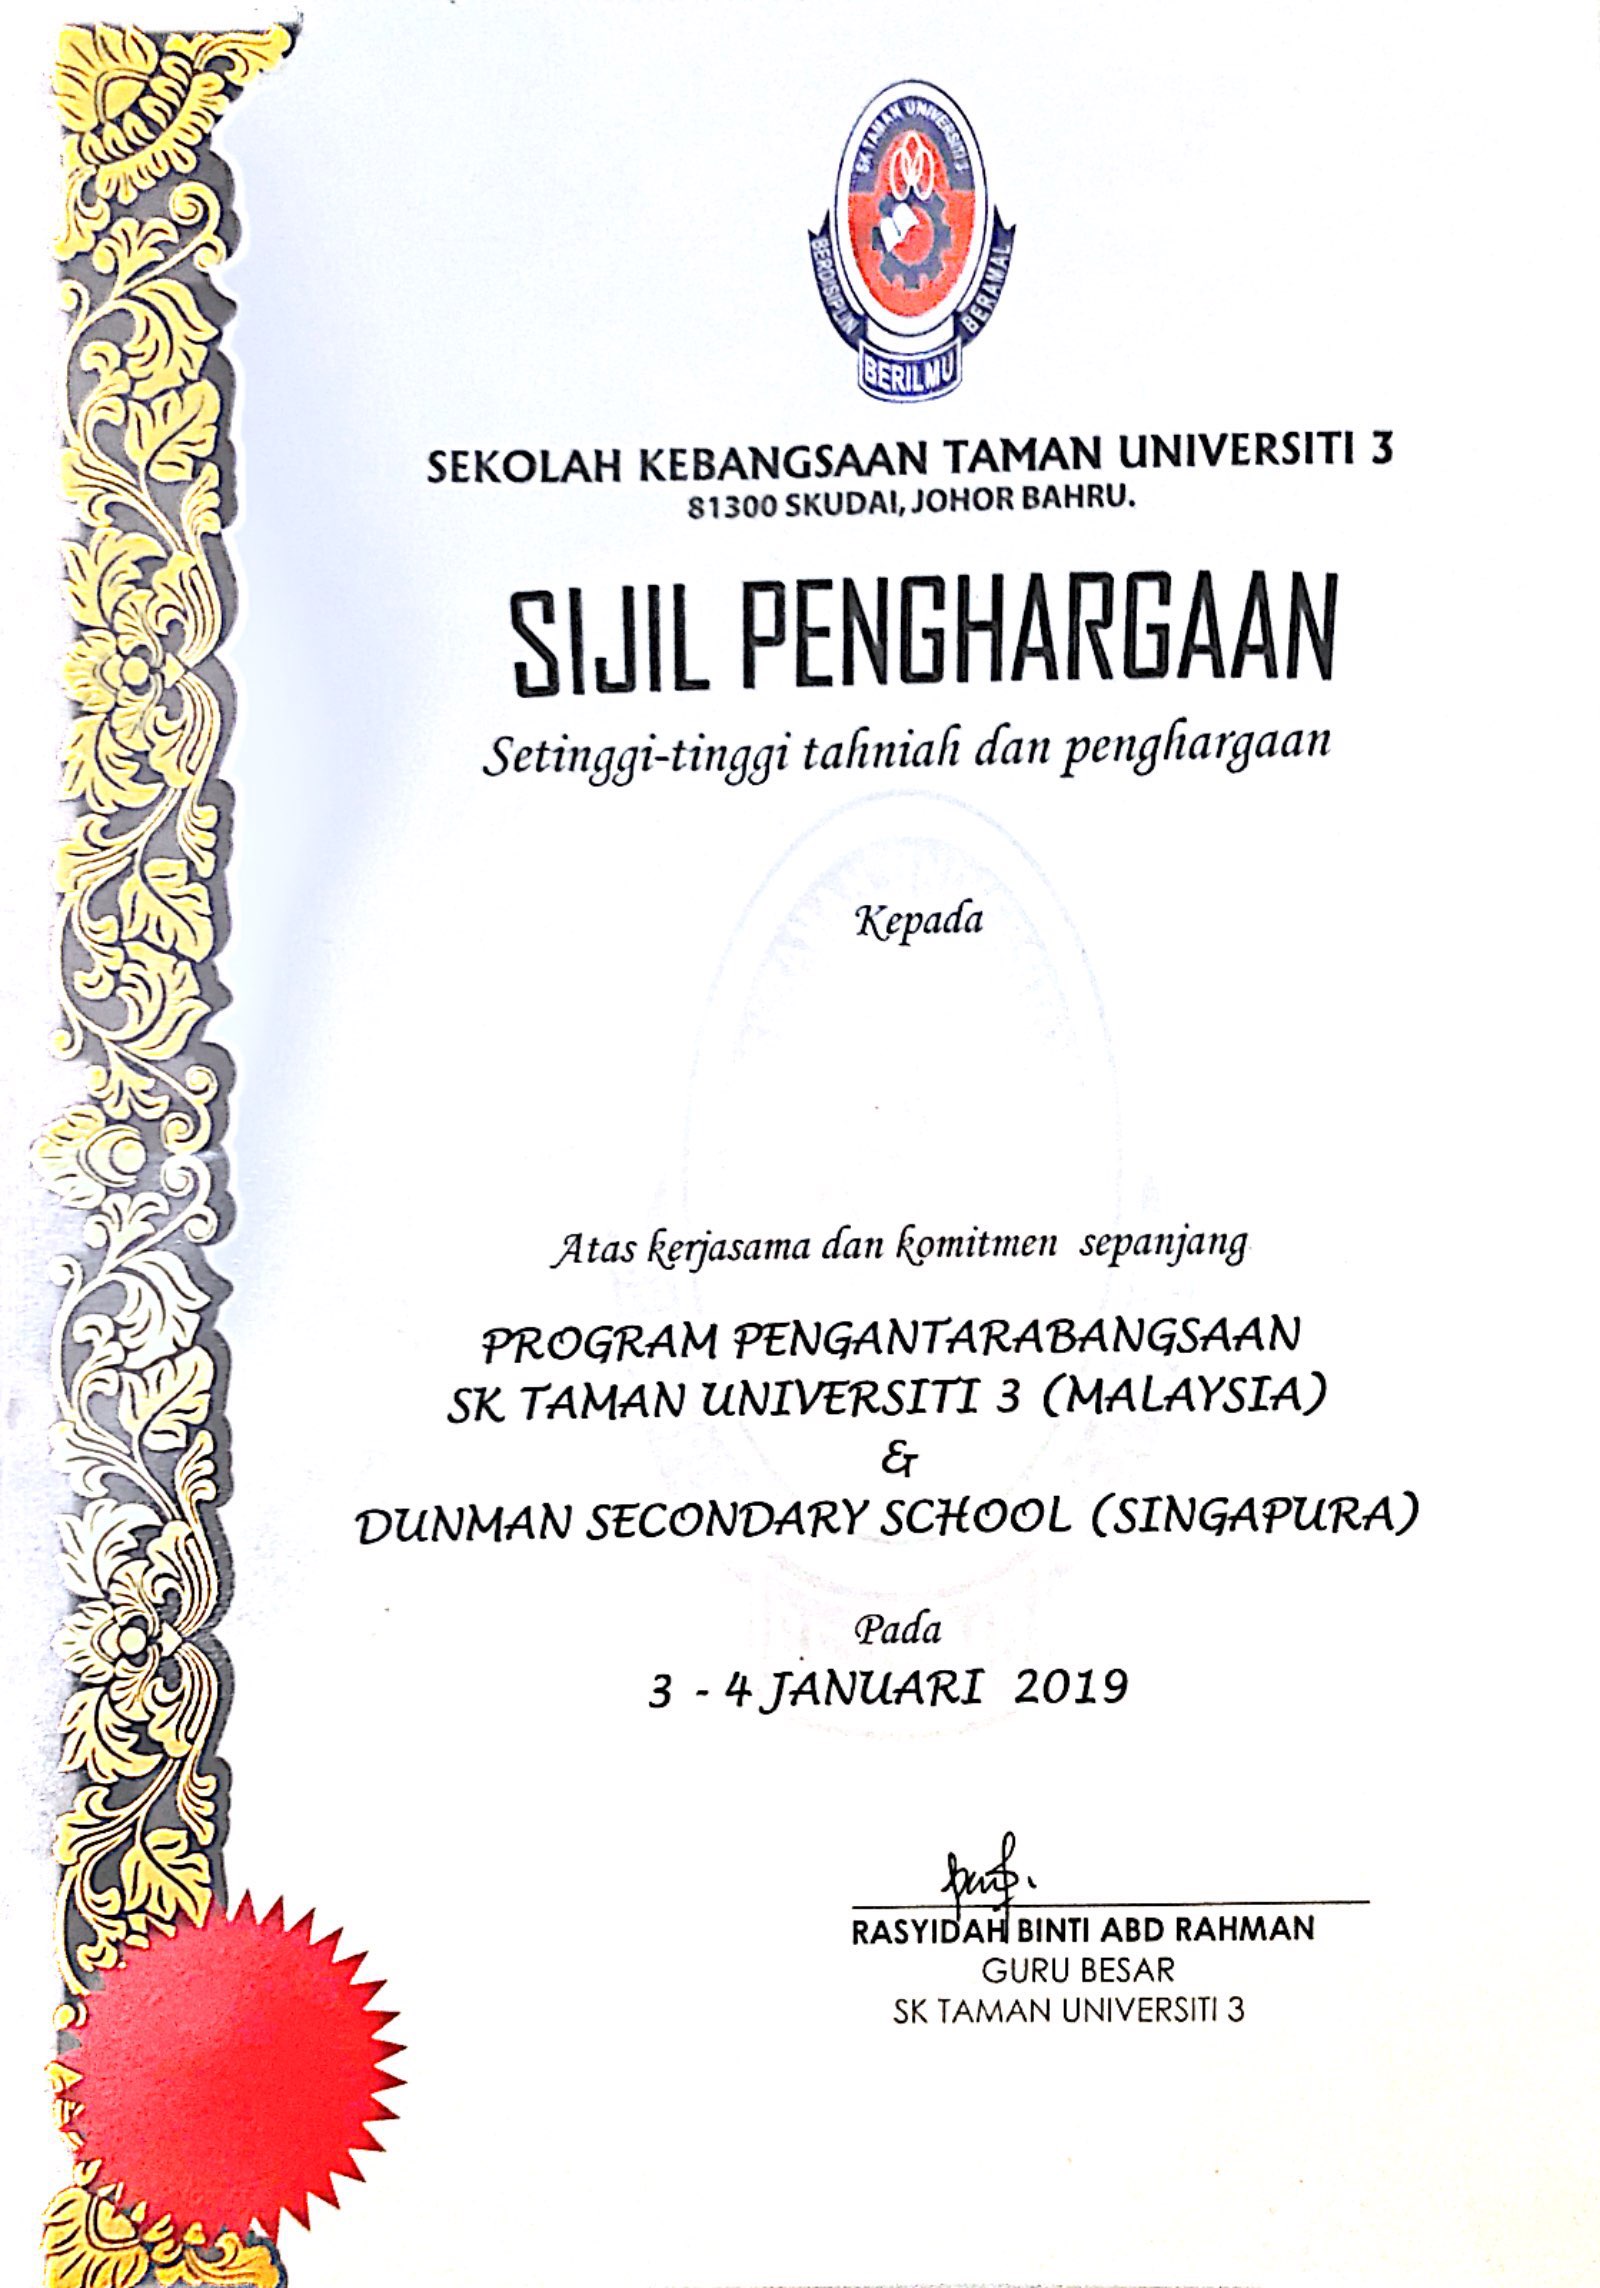 SK TAMAN UNIVERSITI 3
BERDISIPLIN
BERILMU
BERAMAL
SEKOLAH KEBANGSAAN TAMAN UNIVERSITI 3
81300 SKUDAI, JOHOR BAHRU.
SIJIL PENGHARGAAN
Setinggi-tinggi tahniah dan penghargaan
Kepada
Atas kerjasama dan komitmen sepanjang
PROGRAM PENGANTARABANGSAAN
SK TAMAN UNIVERSITI 3 (MALAYSIA)
&
DUNMAN SECONDARY SCHOOL (SINGAPURA)
Pada
3 - 4 JANUARI 2019
RASYIDAH BINTI ABD RAHMAN
GURU BESAR
SK TAMAN UNIVERSITI 3